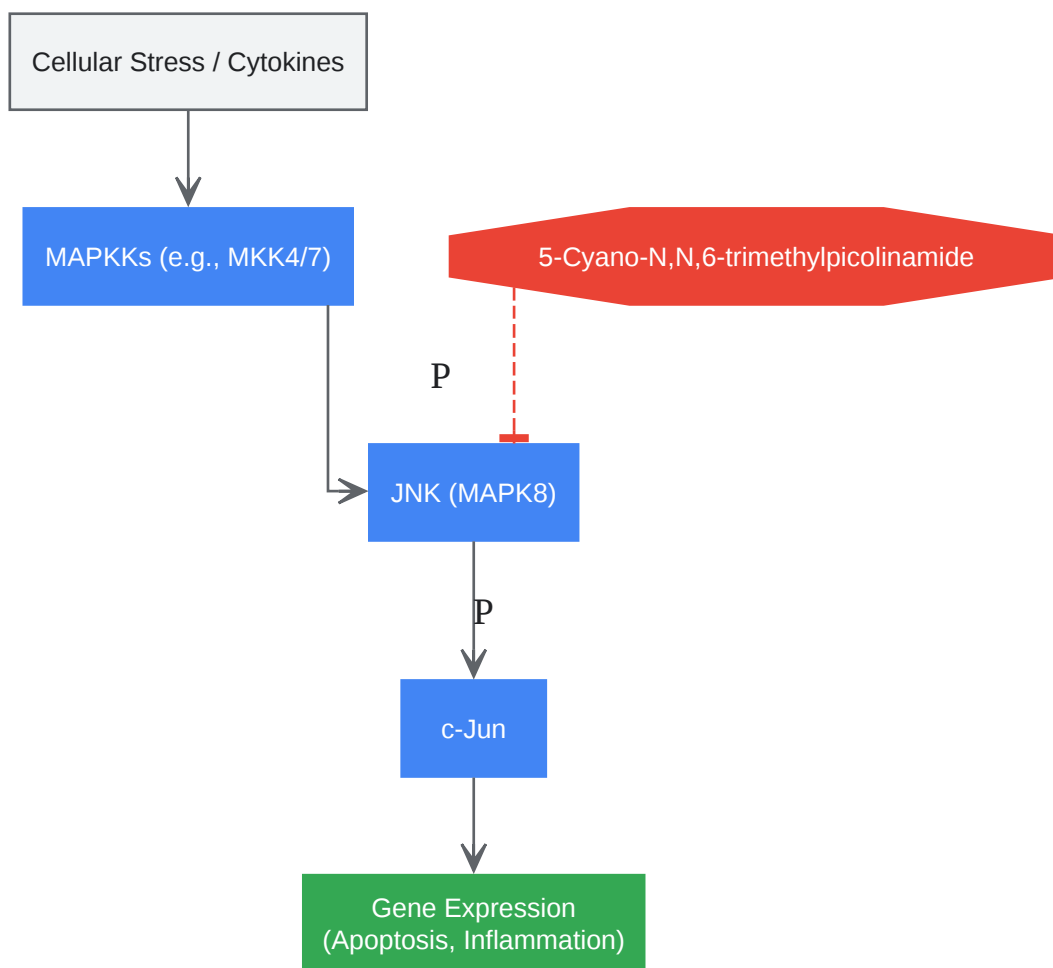 Cellular Stress / Cytokines
MAPKKs (e.g., MKK4/7)
5-Cyano-N,N,6-trimethylpicolinamide
P
JNK (MAPK8)
P
c-Jun
Gene Expression
(Apoptosis, Inflammation)